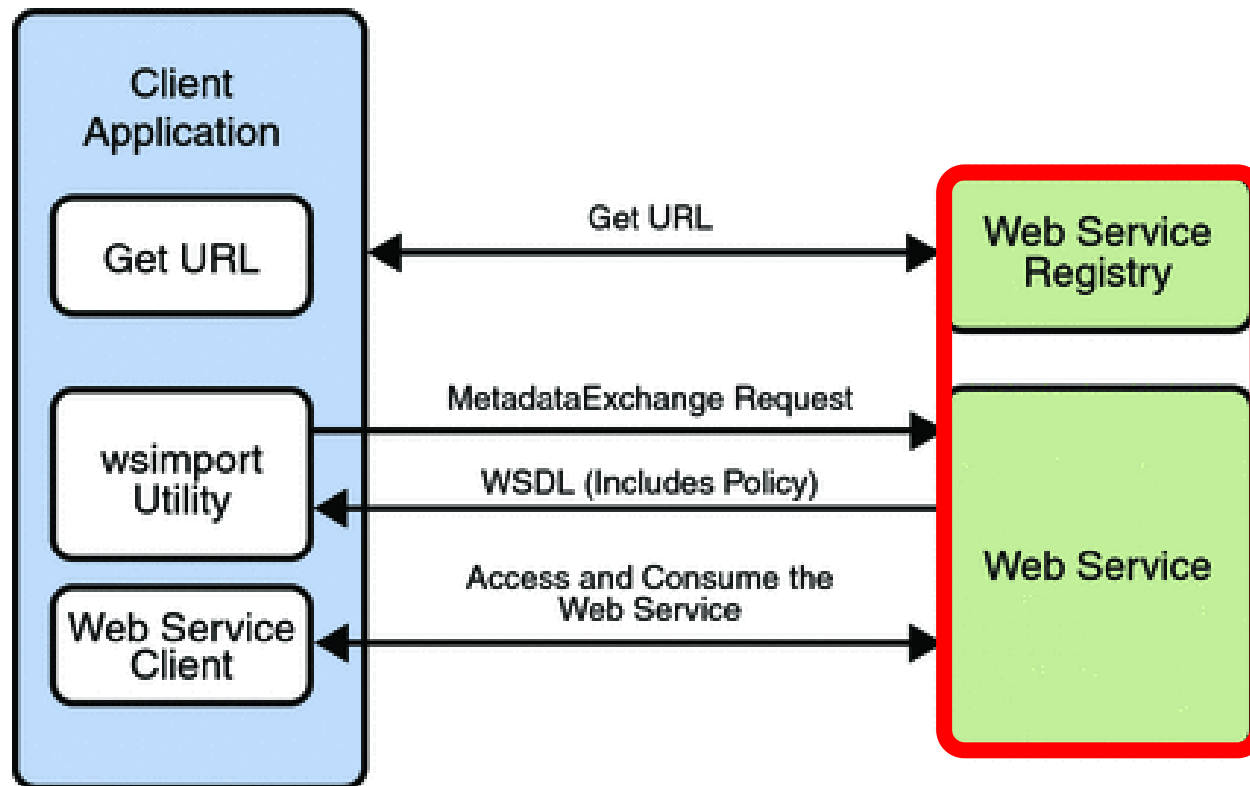 Client
Application
Get URL
Get URL
Web Service
Registry
MetadataExchange Request
wsimport
Utility
WSDL (Includes Policy)
Web Service
Access and Consume the
Web Service
Web Service
Client